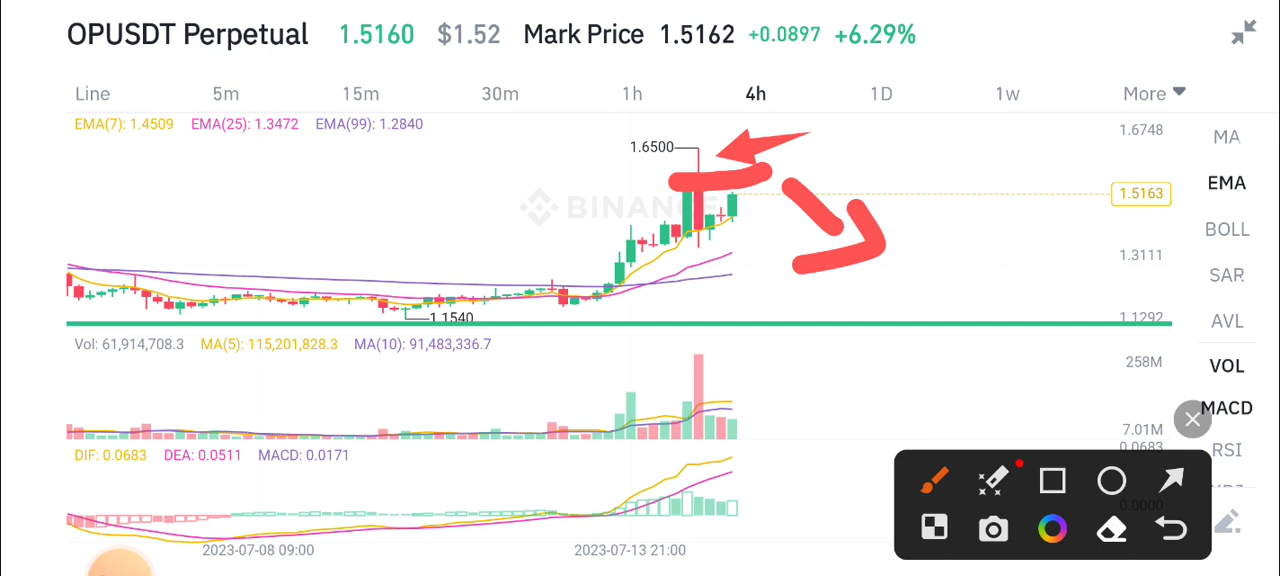 OPUSDT Perpetual 1.5160 $1.52 Mark Price 1.5162 +0.0897 +6.29%
Line 5m 15m 30m 1h 4h 1D 1w More
EMA(7): 1.4509 EMA(25): 1.3472 EMA(99): 1.2840
1.6748
MA
1.6500
EMA
1.5163
BINANCE
BOLL
1.3111
SAR
1.1540
1.1292
AVL
Vol: 61,914,708.3 MA(5): 115,201,828.3 MA(10): 91,483,336.7
258M
VOL
MACD
7.01M
0.0683
RSI
DIF: 0.0683 DEA: 0.0511 MACD: 0.0171
0.0000
2023-07-08 09:00 2023-07-13 21:00